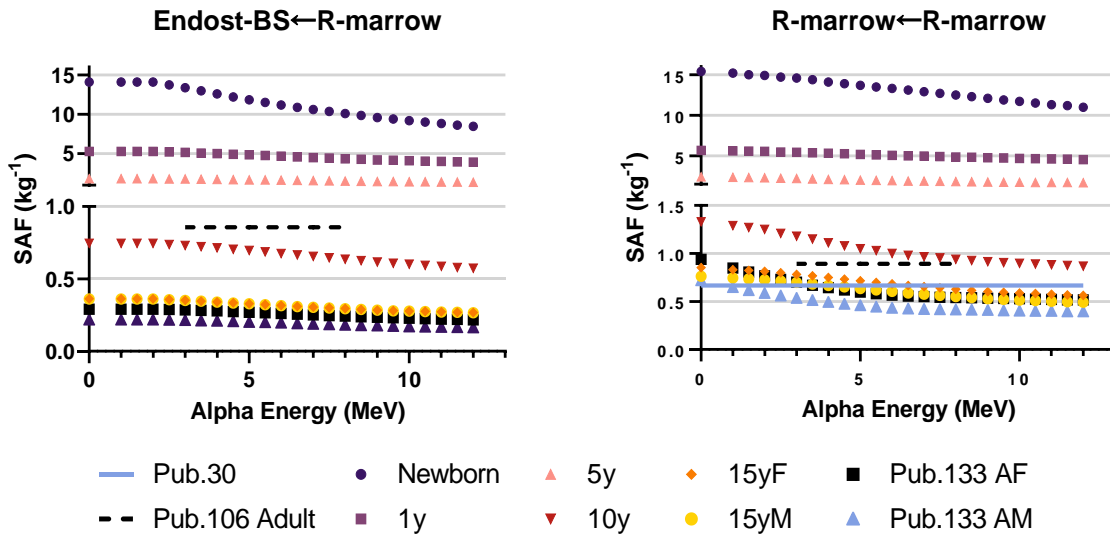 Endost-BS←R-marrow
R-marrow←R-marrow
SAF (kg-1)
15
10
5
1.0
0.5
0.0
0
5
10
Alpha Energy (MeV)
SAF (kg-1)
15
10
5
1.5
1.0
0.5
0.0
0
5
10
Alpha Energy (MeV)
Pub.30
Newborn
5y
15yF
Pub.133 AF
Pub.106 Adult
1y
10y
15yM
Pub.133 AM